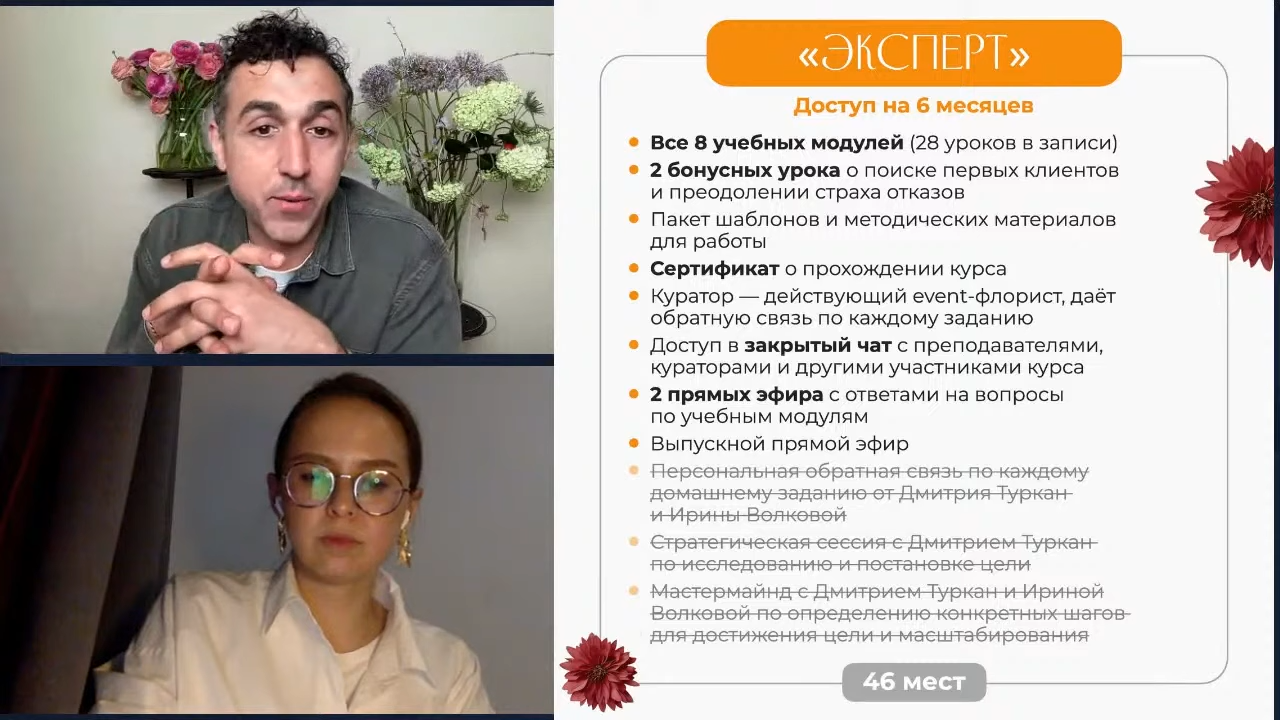 «ЭКСПЕРТ»
Доступ на 6 месяцев
Все 8 учебных модулей (28 уроков в записи)
2 бонусных урока о поиске первых клиентов
и преодолении страха отказов
Пакет шаблонов и методических материалов
для работы
Сертификат о прохождении курса
Куратор — действующий event-флорист, даёт
обратную связь по каждому заданию
Доступ в закрытый чат с преподавателями,
кураторами и другими участниками курса
2 прямых эфира с ответами на вопросы
по учебным модулям
Выпускной прямой эфир
Персональная обратная связь по каждому
домашнему заданию от Дмитрия Туркан
и Ирины Волковой
Стратегическая сессия с Дмитрием Туркан
по исследованию и постановке цели
Мастермайнд с Дмитрием Туркан и Ириной
Волковой по определению конкретных шагов
для достижения цели и масштабирования
46 мест